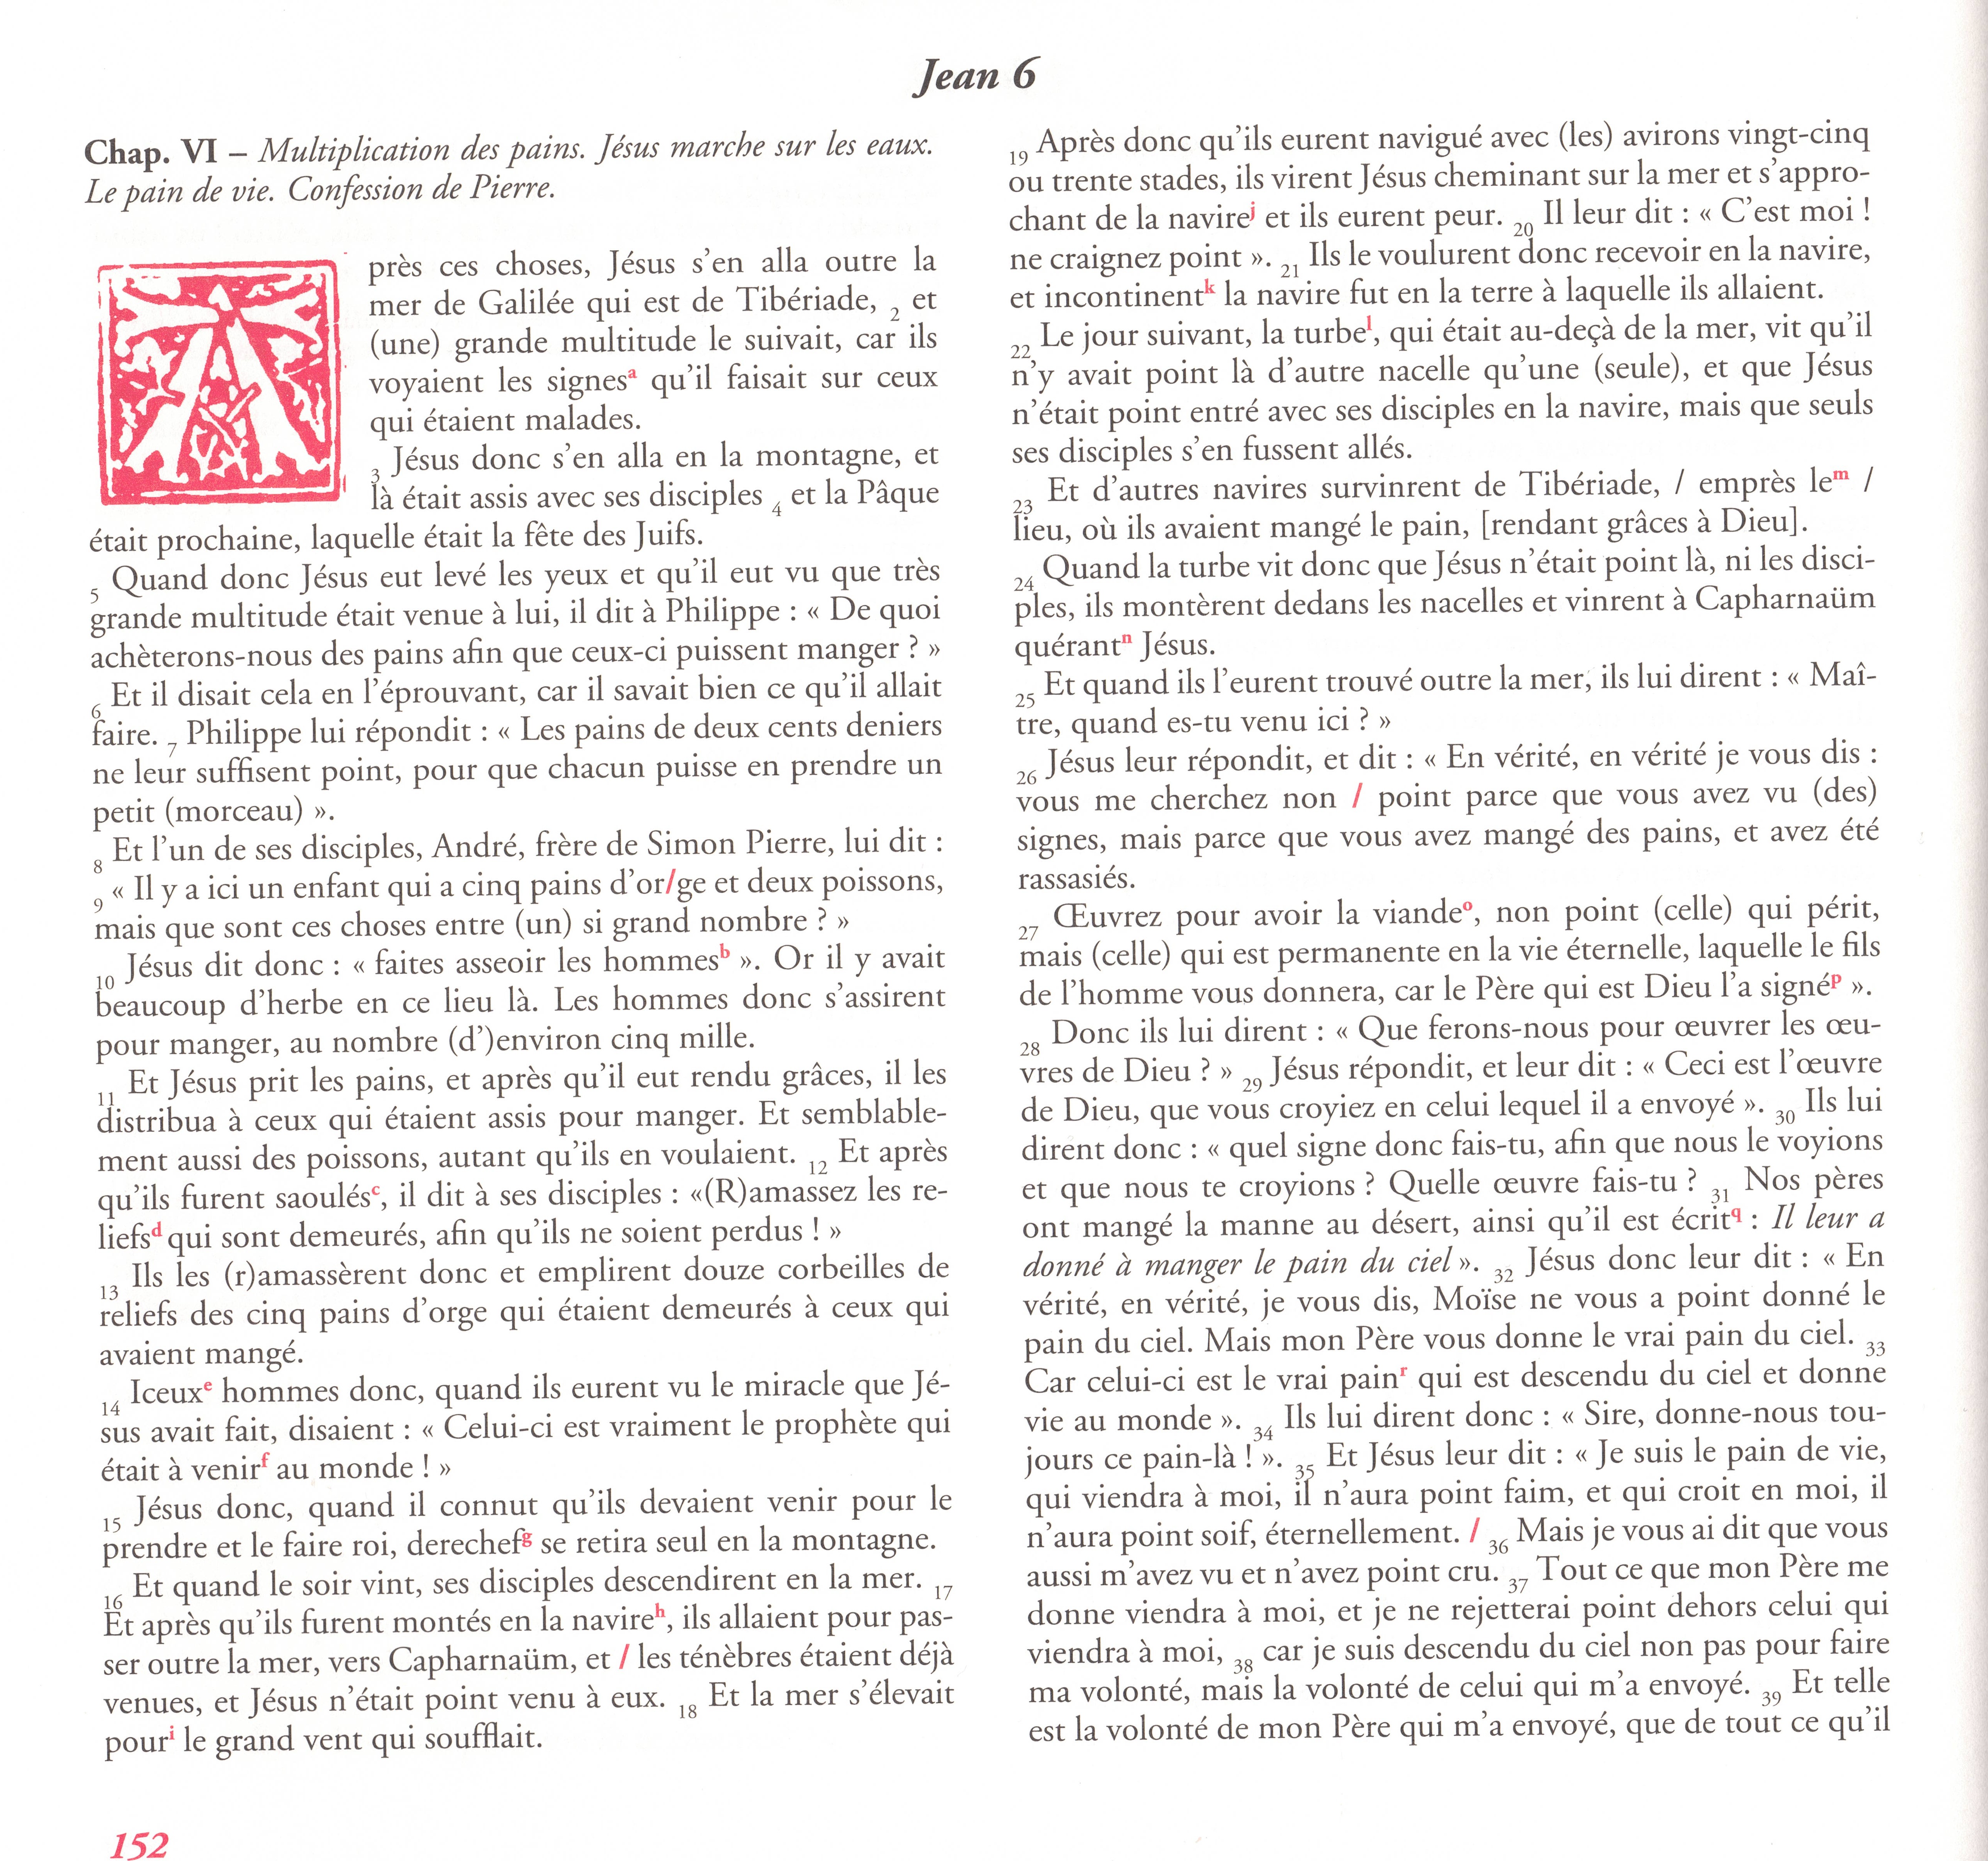 Jean 6
Chap. VI – Multiplication des pains. Jésus marche sur les eaux.
Le pain de vie. Confession de Pierre.
Après ces choses, Jésus s'en alla outre la
mer de Galilée qui est de Tibériade, 2 et
(une) grande multitude le suivait, car ils
voyaient les signesa qu'il faisait sur ceux
qui étaient malades.
3 Jésus donc s'en alla en la montagne, et
là était assis avec ses disciples 4 et la Pâque
était prochaine, laquelle était la fête des Juifs.
5 Quand donc Jésus eut levé les yeux et qu'il eut vu que très
grande multitude était venue à lui, il dit à Philippe : « De quoi
achèterons-nous des pains afin que ceux-ci puissent manger ? »
6 Et il disait cela en l'éprouvant, car il savait bien ce qu'il allait
faire. 7 Philippe lui répondit : « Les pains de deux cents deniers
ne leur suffisent point, pour que chacun puisse en prendre un
petit (morceau) ».
8 Et l'un de ses disciples, André, frère de Simon Pierre, lui dit :
9 « Il y a ici un enfant qui a cinq pains d'or/ge et deux poissons,
mais que sont ces choses entre (un) si grand nombre ? »
10 Jésus dit donc : « faites asseoir les hommesb ». Or il y avait
beaucoup d'herbe en ce lieu là. Les hommes donc s'assirent
pour manger, au nombre (d')environ cinq mille.
11 Et Jésus prit les pains, et après qu'il eut rendu grâces, il les
distribua à ceux qui étaient assis pour manger. Et semblable-
ment aussi des poissons, autant qu'ils en voulaient. 12 Et après
qu'ils furent saoulésc, il dit à ses disciples : «(R)amassez les re-
liefsd qui sont demeurés, afin qu'ils ne soient perdus ! »
13 Ils les (r)amassèrent donc et emplirent douze corbeilles de
reliefs des cinq pains d'orge qui étaient demeurés à ceux qui
avaient mangé.
14 Iceuxe hommes donc, quand ils eurent vu le miracle que Jé-
sus avait fait, disaient : « Celui-ci est vraiment le prophète qui
était à venirf au monde ! »
15 Jésus donc, quand il connut qu'ils devaient venir pour le
prendre et le faire roi, derechefg se retira seul en la montagne.
16 Et quand le soir vint, ses disciples descendirent en la mer. 17
Et après qu'ils furent montés en la navireh, ils allaient pour pas-
ser outre la mer, vers Capharnaüm, et / les ténèbres étaient déjà
venues, et Jésus n'était point venu à eux. 18 Et la mer s'élevait
pouri le grand vent qui soufflait.
19 Après donc qu'ils eurent navigué avec (les) avirons vingt-cinq
ou trente stades, ils virent Jésus cheminant sur la mer et s'appro-
chant de la navirej et ils eurent peur. 20 Il leur dit : « C'est moi !
ne craignez point ». 21 Ils le voulurent donc recevoir en la navire,
et incontinentk la navire fut en la terre à laquelle ils allaient.
22 Le jour suivant, la turbel, qui était au-deçà de la mer, vit qu'il
n'y avait point là d'autre nacelle qu'une (seule), et que Jésus
n'était point entré avec ses disciples en la navire, mais que seuls
ses disciples s'en fussent allés.
23 Et d'autres navires survinrent de Tibériade, / emprès lem /
lieu, où ils avaient mangé le pain, [rendant grâces à Dieu].
24 Quand la turbe vit donc que Jésus n'était point là, ni les disci-
ples, ils montèrent dedans les nacelles et vinrent à Capharnaüm
quérantn Jésus.
25 Et quand ils l'eurent trouvé outre la mer, ils lui dirent : « Maî-
tre, quand es-tu venu ici ? »
26 Jésus leur répondit, et dit : « En vérité, en vérité je vous dis :
vous me cherchez non / point parce que vous avez vu (des)
signes, mais parce que vous avez mangé des pains, et avez été
rassasiés.
27 Œuvrez pour avoir la viandeo, non point (celle) qui périt,
mais (celle) qui est permanente en la vie éternelle, laquelle le fils
de l'homme vous donnera, car le Père qui est Dieu l'a signép ».
28 Donc ils lui dirent : « Que ferons-nous pour œuvrer les œu-
vres de Dieu ? » 29 Jésus répondit, et leur dit : « Ceci est l'œuvre
de Dieu, que vous croyiez en celui lequel il a envoyé ». 30 Ils lui
dirent donc : « quel signe donc fais-tu, afin que nous le voyions
et que nous te croyions ? Quelle œuvre fais-tu ? 31 Nos pères
ont mangé la manne au désert, ainsi qu'il est écritq : Il leur a
donné à manger le pain du ciel ». 32 Jésus donc leur dit : « En
vérité, en vérité, je vous dis, Moïse ne vous a point donné le
pain du ciel. Mais mon Père vous donne le vrai pain du ciel. 33
Car celui-ci est le vrai painr qui est descendu du ciel et donne
vie au monde ». 34 Ils lui dirent donc : « Sire, donne-nous tou-
jours ce pain-là ! ». 35 Et Jésus leur dit : « Je suis le pain de vie,
qui viendra à moi, il n'aura point faim, et qui croit en moi, il
n'aura point soif, éternellement. / 36 Mais je vous ai dit que vous
aussi m'avez vu et n'avez point cru. 37 Tout ce que mon Père me
donne viendra à moi, et je ne rejetterai point dehors celui qui
viendra à moi, 38 car je suis descendu du ciel non pas pour faire
ma volonté, mais la volonté de celui qui m'a envoyé. 39 Et telle
est la volonté de mon Père qui m'a envoyé, que de tout ce qu'il
152